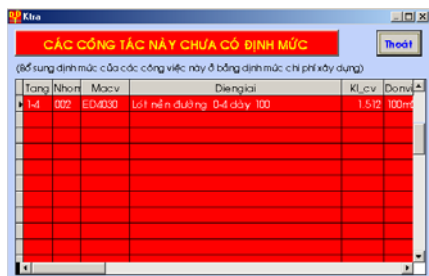 Ktra
CÁC CÔNG TÁC NÀY CHƯA CÓ ĐỊNH MỨC
Thoát
(Bổ sung định mức của các công việc này ở bảng định mức chi phí xây dựng)
Tang Nhom Macv Diengiai Kl_cv Donvi
1-4 002 ED4030 Lót nền đường 0-4 dày 100 1.512 100m